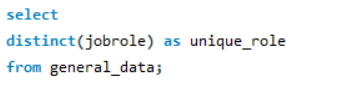 select
distinct(jobrole) as unique_role
from general_data;